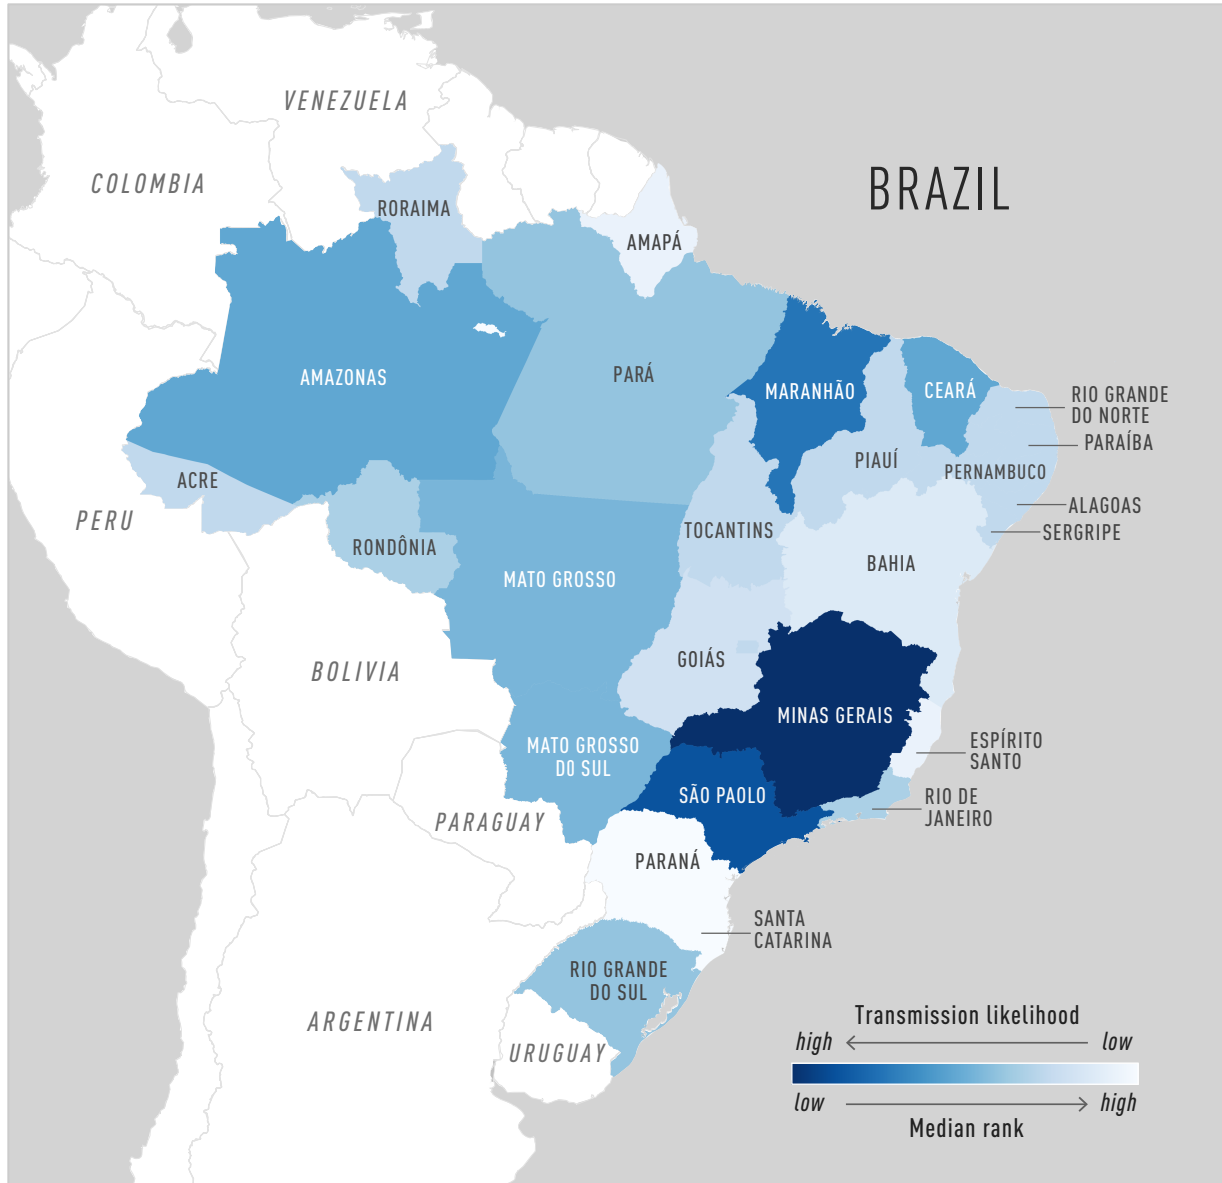 VENEZUELA
COLOMBIA
BRAZIL
RORAIMA
AMAPÁ
AMAZONAS
PARÁ
MARANHÃO
CEARÁ
RIO GRANDE
DO NORTE
PARAÍBA
PIAUÍ
PERNAMBUCO
ACRE
ALAGOAS
PERU
TOCANTINS
SERGRIPE
RONDÔNIA
BAHIA
MATO GROSSO
BOLIVIA
GOIÁS
MINAS GERAIS
MATO GROSSO
DO SUL
ESPÍRITO
SANTO
SÃO PAOLO
RIO DE
JANEIRO
PARAGUAY
PARANÁ
SANTA
CATARINA
RIO GRANDE
DO SUL
ARGENTINA
URUGUAY
Transmission likelihood
high low
low high
Median rank